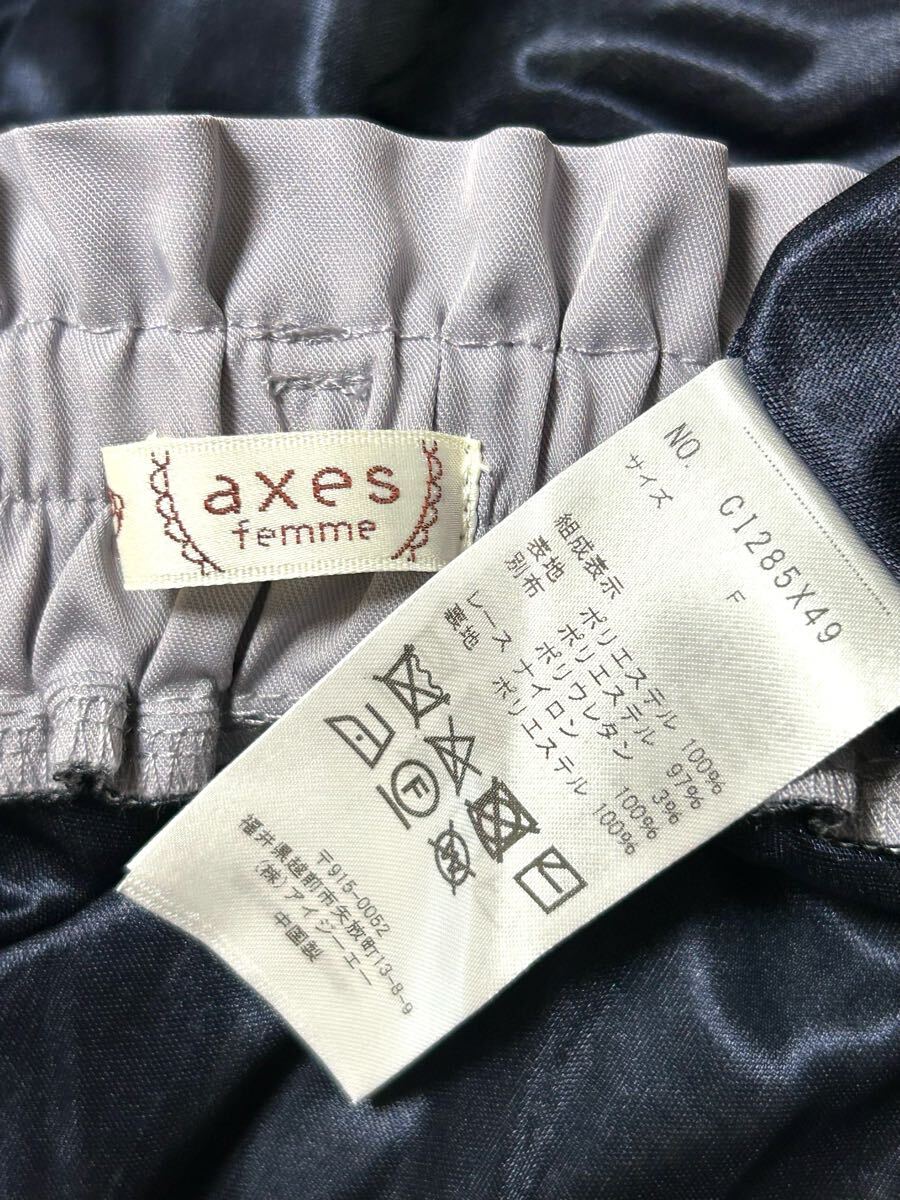 axes
femme
NO. CI285X49
サイズ F
組成表示
表地 ポリエステル 100%
別布 ポリエステル 97%
ポリウレタン 3%
レース ナイロン 100%
裏地 ポリエステル 100%
F
W
〒915-0052
福井県越前市矢放町13-8-9
(株)アイジーエー
中国製